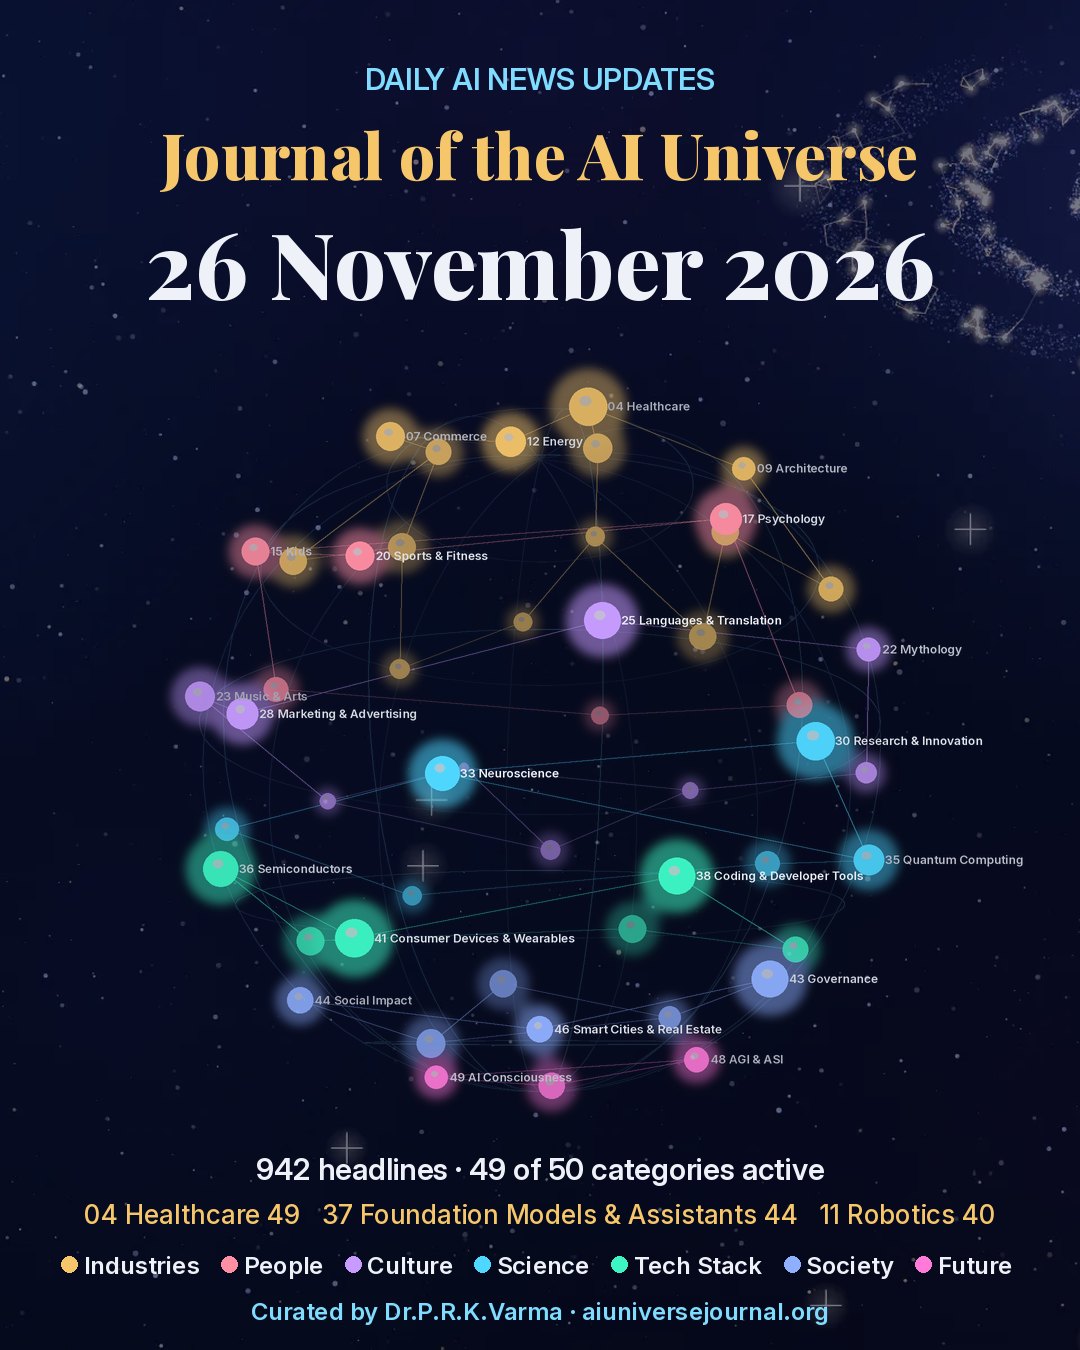 DAILY AI NEWS UPDATES
Journal of the AI Universe
26 November 2026
04 Healthcare
07 Commerce
12 Energy
09 Architecture
17 Psychology
15 Kids
20 Sports & Fitness
25 Languages & Translation
22 Mythology
23 Music & Arts
28 Marketing & Advertising
30 Research & Innovation
33 Neuroscience
35 Quantum Computing
36 Semiconductors
38 Coding & Developer Tools
41 Consumer Devices & Wearables
43 Governance
44 Social Impact
46 Smart Cities & Real Estate
48 AGI & ASI
49 AI Consciousness
942 headlines · 49 of 50 categories active
04 Healthcare 49 37 Foundation Models & Assistants 44 11 Robotics 40
Industries People Culture Science Tech Stack Society Future
Curated by Dr.P.R.K.Varma · aiuniversejournal.org